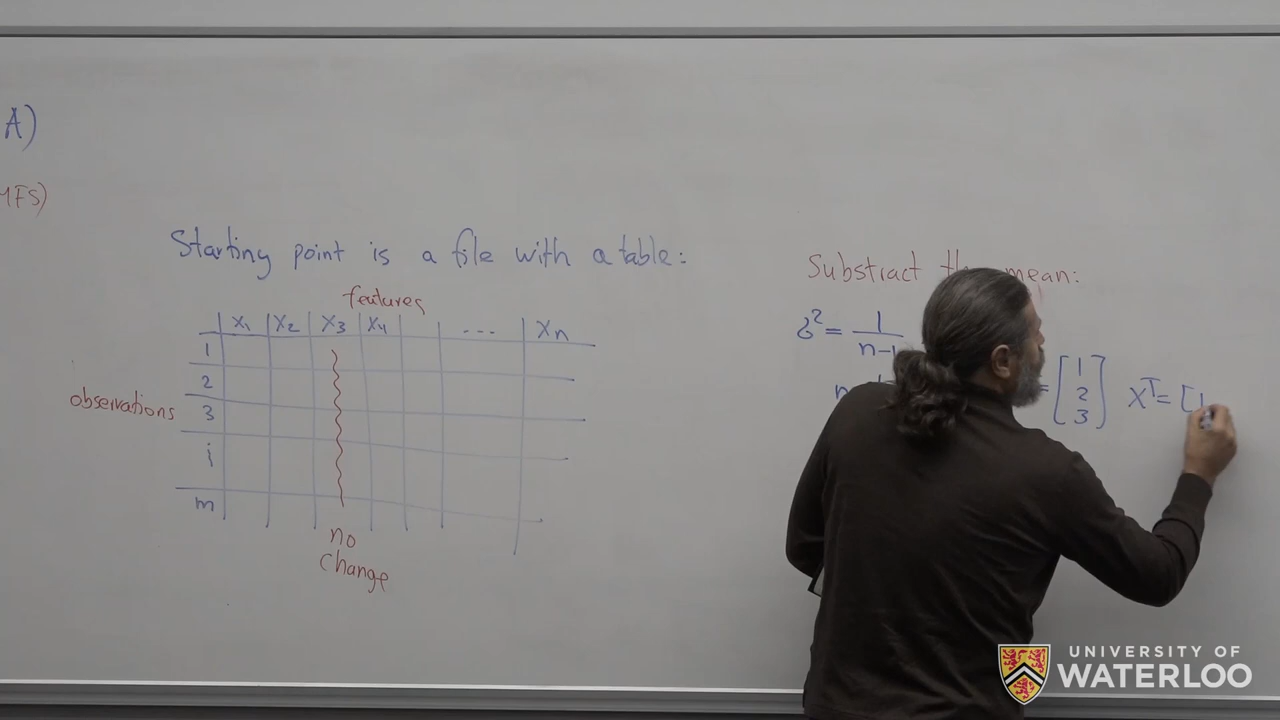 A)
MFS)
Starting point is a file with a table:
features
x1 x2 x3 x4 ... xn
1
2
observations 3
i
m
no
change
Substract the mean:
δ² = 1/n-1
= [1 2 3] X^T = [1
UNIVERSITY OF
WATERLOO